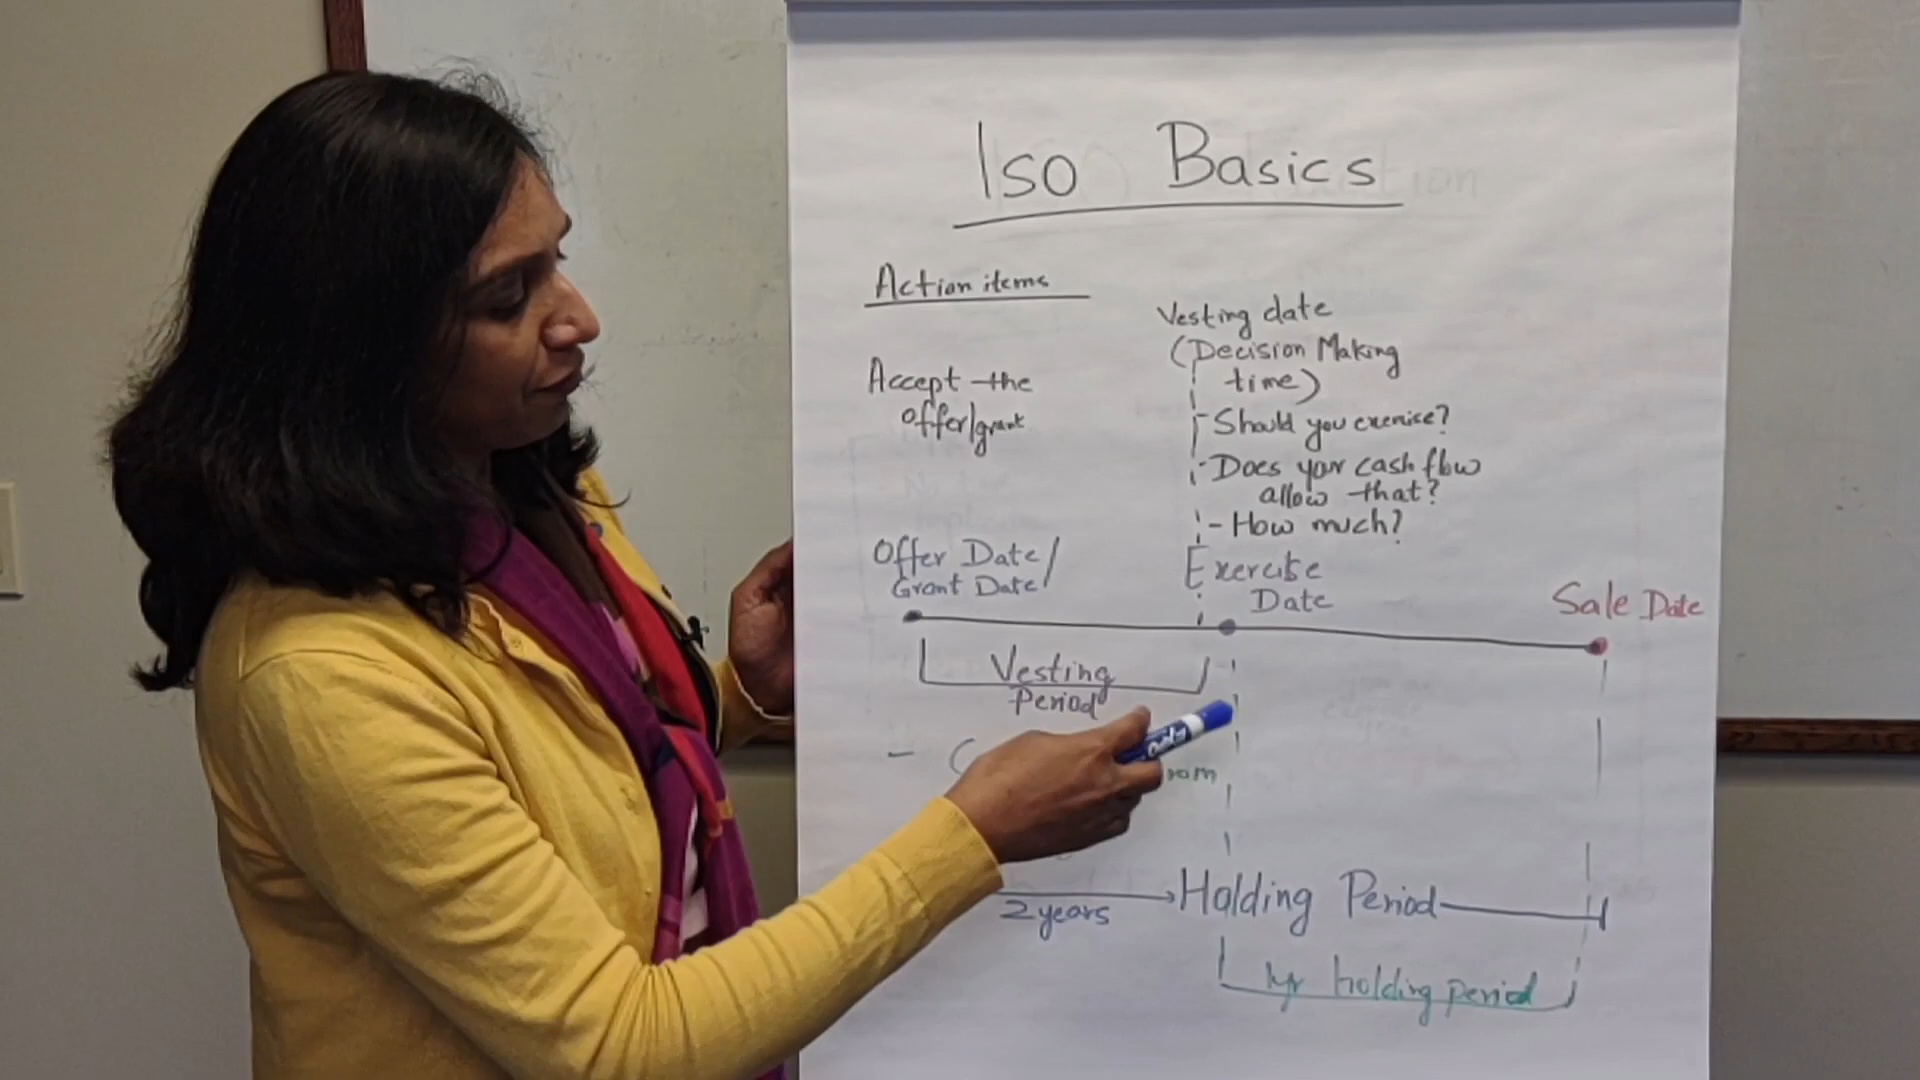 Iso Basics
Action items
Accept the
offer/grant
Vesting date
(Decision Making
time)
- Should you exercise?
- Does your cash flow
allow that?
- How much?
Offer Date/
Grant Date
Exercise
Date
Sale Date
Vesting
Period
2 years
Holding Period
1yr holding period